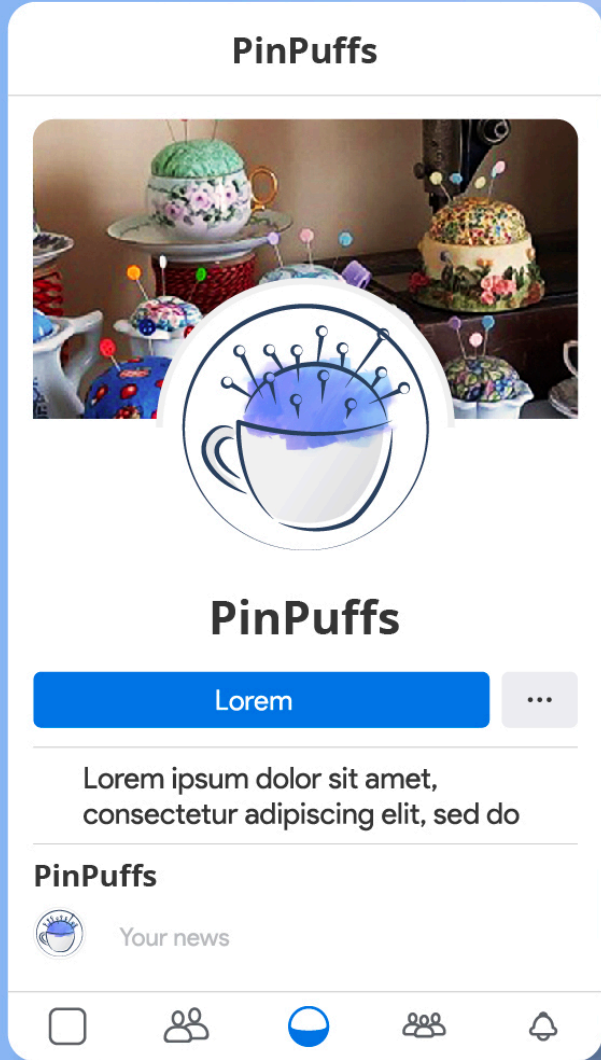 PinPuffs
PinPuffs
Lorem
Lorem ipsum dolor sit amet,
consectetur adipiscing elit, sed do
PinPuffs
Your news